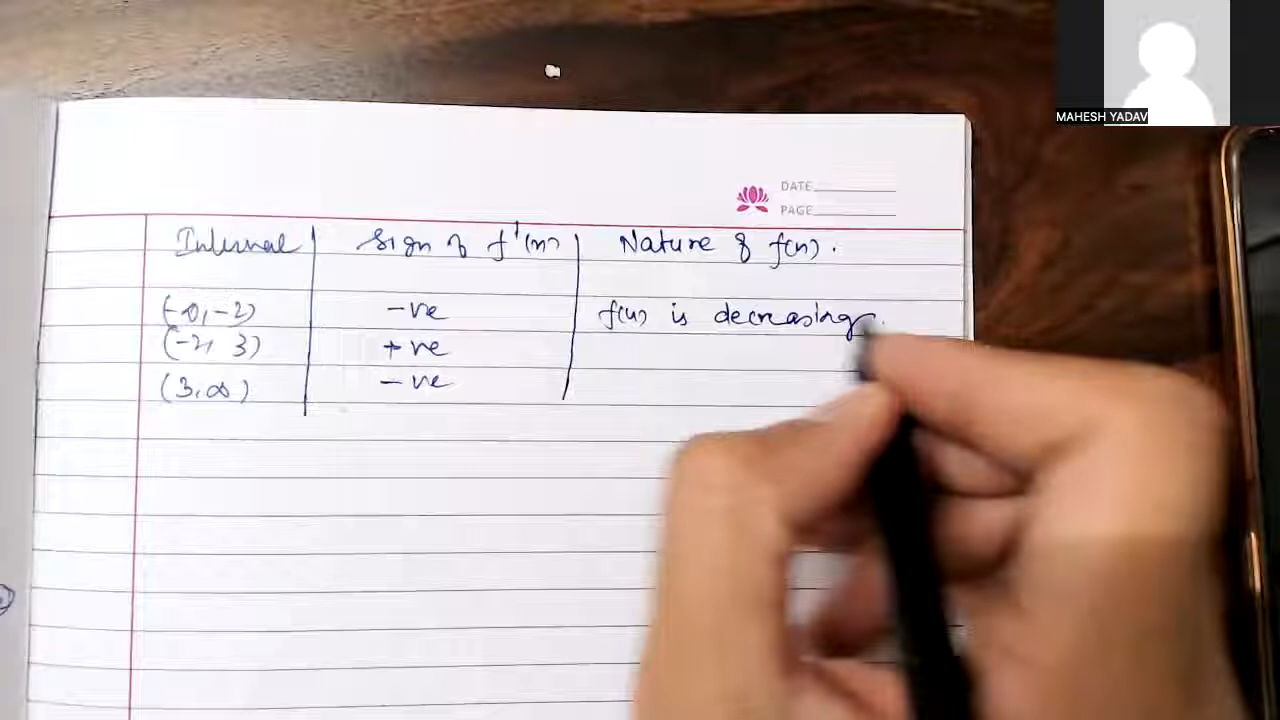 MAHESH YADAV
DATE
PAGE
Interval Sign of f'(n) Nature of f(n).
(-∞,-2) -ve f(n) is decreasing.
(-2, 3) +ve
(3,∞) -ve